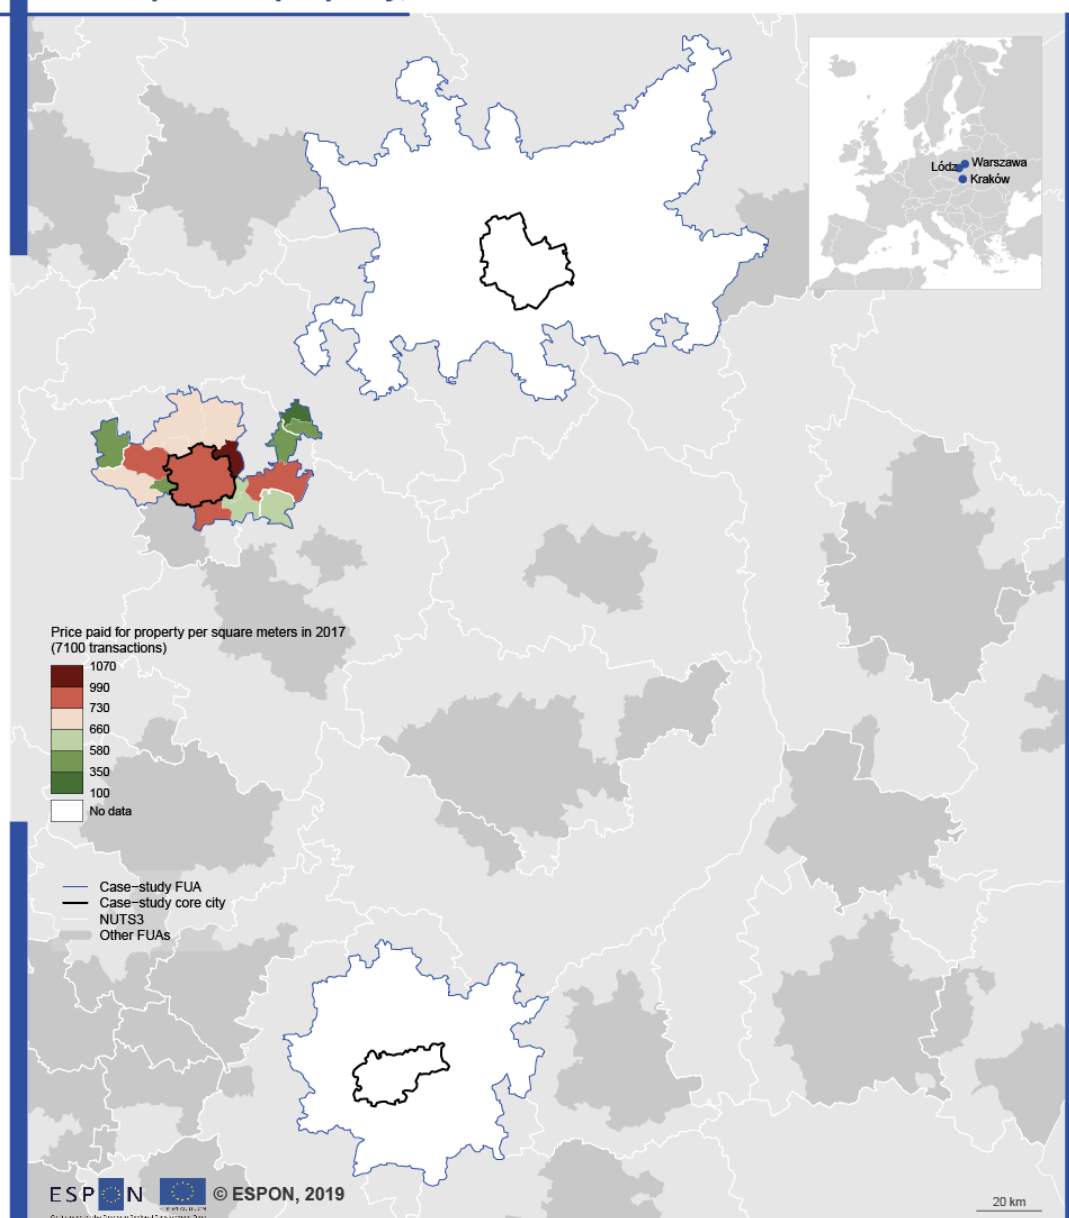 Lódz
Warszawa
Kraków
Price paid for property per square meters in 2017
(7100 transactions)
1070
990
730
660
580
350
100
No data
Case−study FUA
Case−study core city
NUTS3
Other FUAs
ESPON © ESPON, 2019
20 km